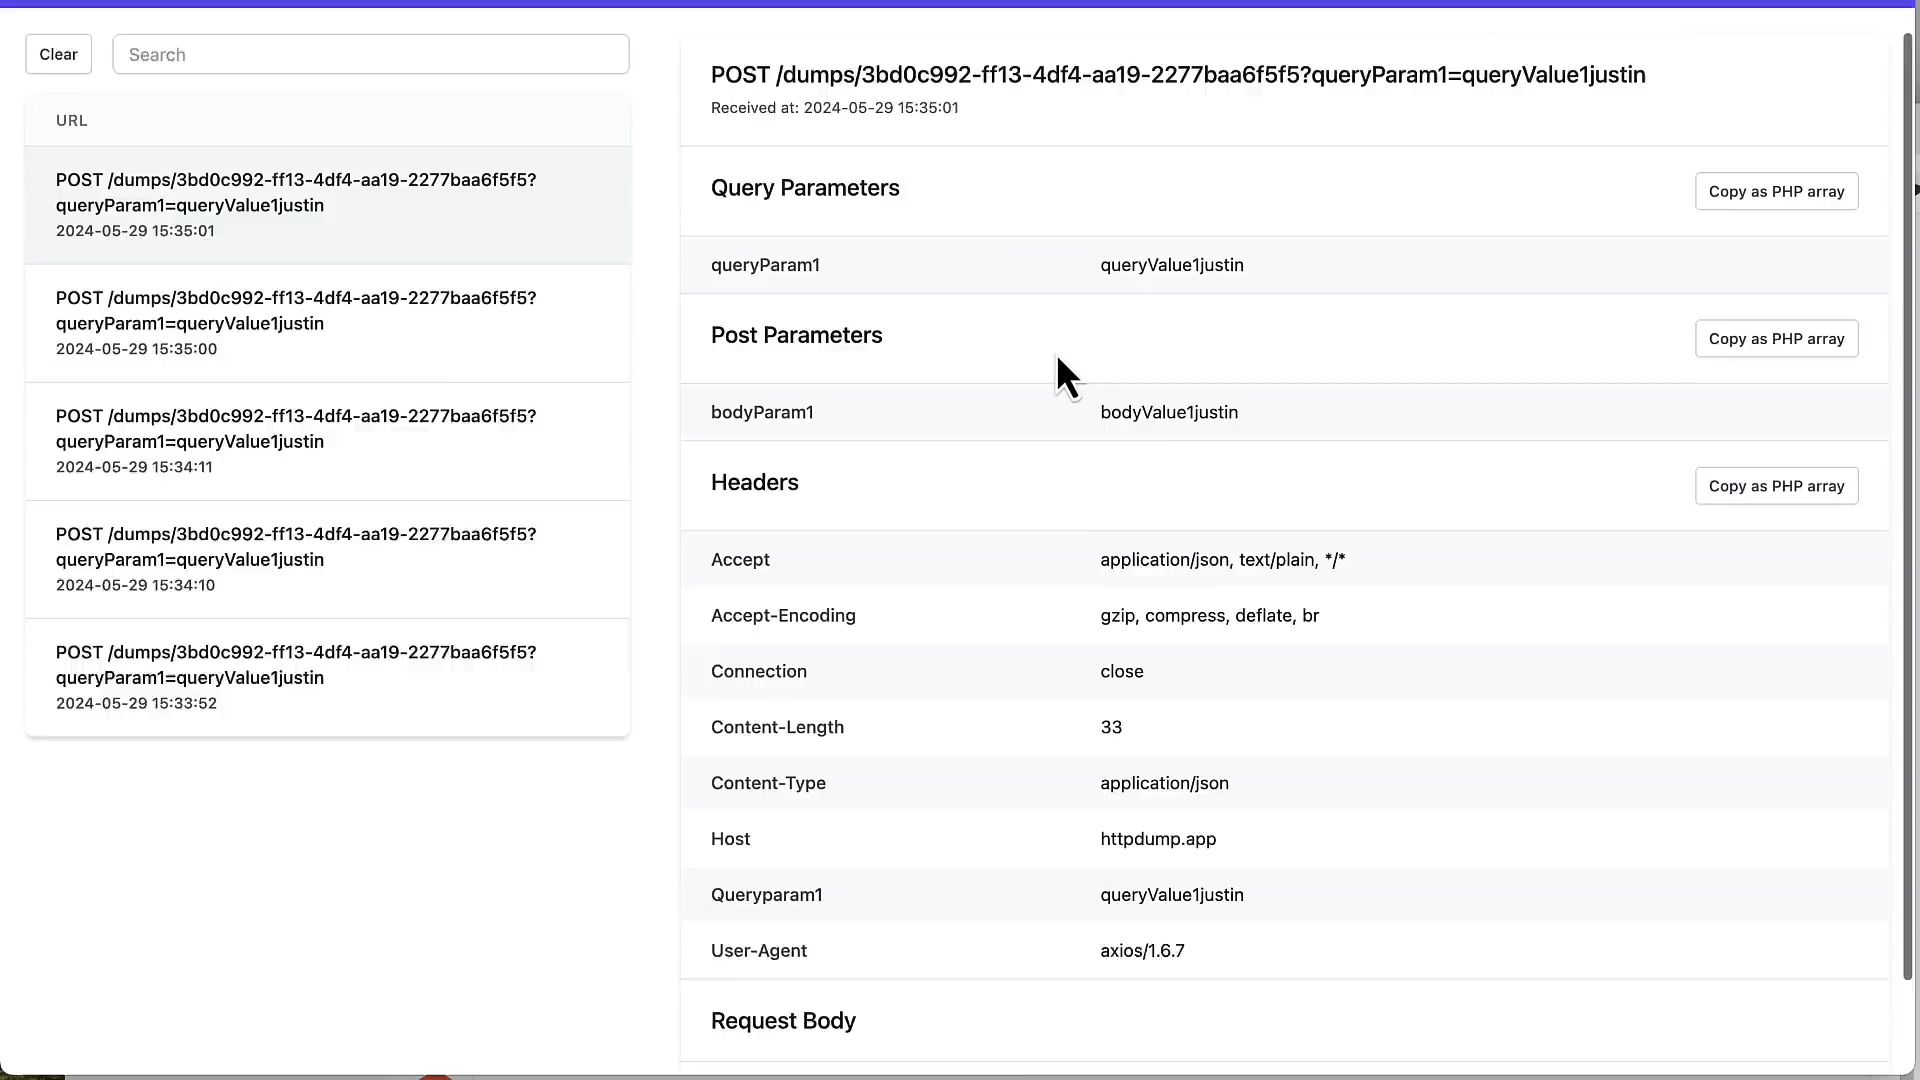 Clear
Search
URL
POST /dumps/3bd0c992-ff13-4df4-aa19-2277baa6f5f5?
queryParam1=queryValue1justin
2024-05-29 15:35:01
POST /dumps/3bd0c992-ff13-4df4-aa19-2277baa6f5f5?
queryParam1=queryValue1justin
2024-05-29 15:35:00
POST /dumps/3bd0c992-ff13-4df4-aa19-2277baa6f5f5?
queryParam1=queryValue1justin
2024-05-29 15:34:11
POST /dumps/3bd0c992-ff13-4df4-aa19-2277baa6f5f5?
queryParam1=queryValue1justin
2024-05-29 15:34:10
POST /dumps/3bd0c992-ff13-4df4-aa19-2277baa6f5f5?
queryParam1=queryValue1justin
2024-05-29 15:33:52
POST /dumps/3bd0c992-ff13-4df4-aa19-2277baa6f5f5?queryParam1=queryValue1justin
Received at: 2024-05-29 15:35:01
Query Parameters
Copy as PHP array
queryParam1 queryValue1justin
Post Parameters
Copy as PHP array
bodyParam1 bodyValue1justin
Headers
Copy as PHP array
Accept application/json, text/plain, */*
Accept-Encoding gzip, compress, deflate, br
Connection close
Content-Length 33
Content-Type application/json
Host httpdump.app
Queryparam1 queryValue1justin
User-Agent axios/1.6.7
Request Body